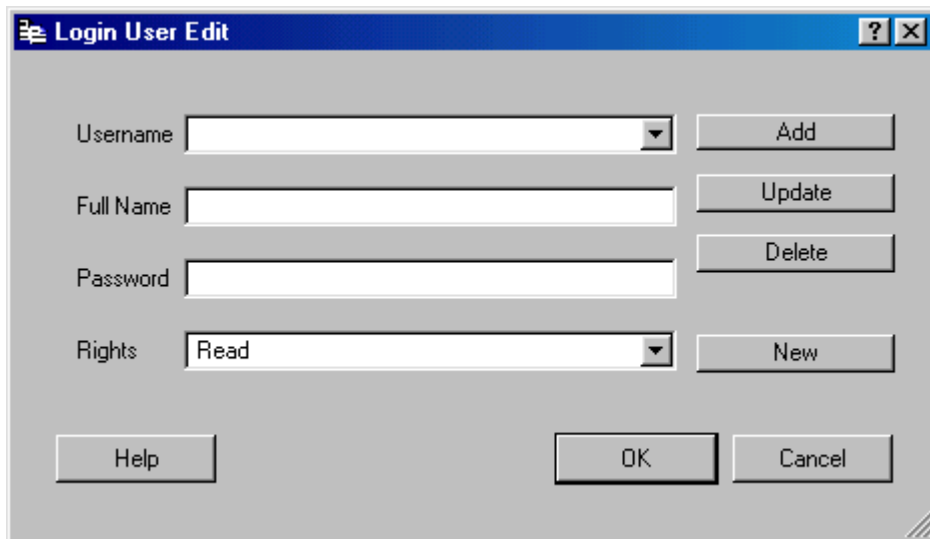 Login User Edit
Username
Add
Full Name
Update
Password
Delete
Rights
Read
New
Help
OK
Cancel